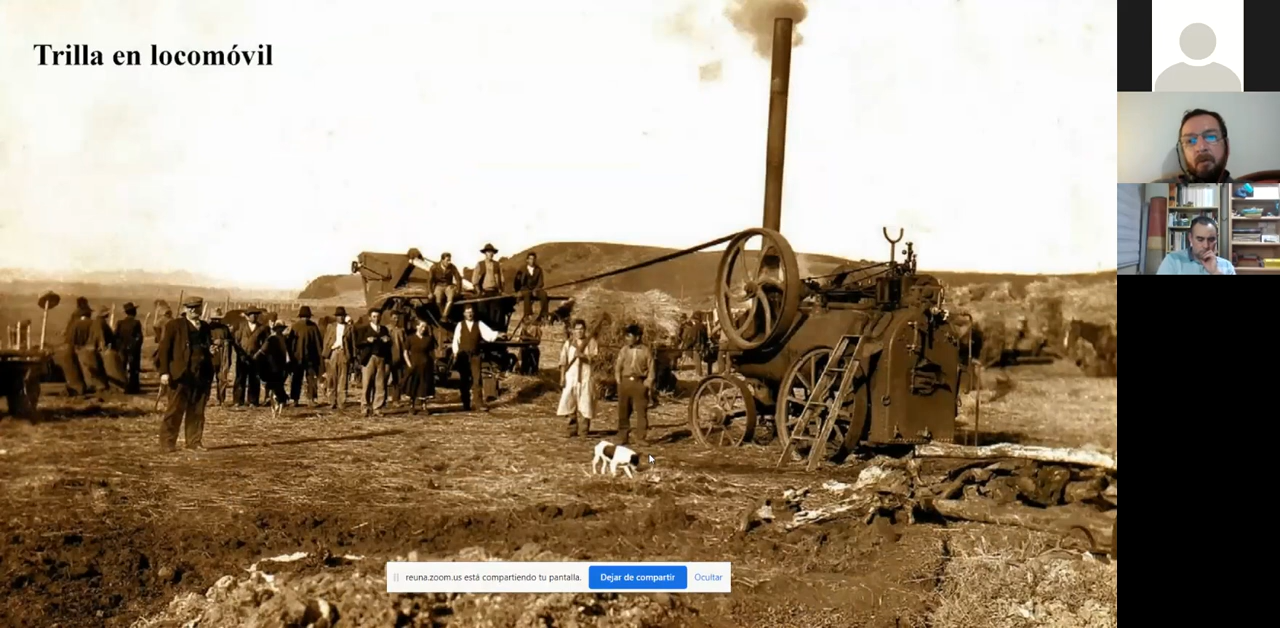 Trilla en locomóvil
reuna.zoom.us está compartiendo tu pantalla.
Dejar de compartir
Ocultar